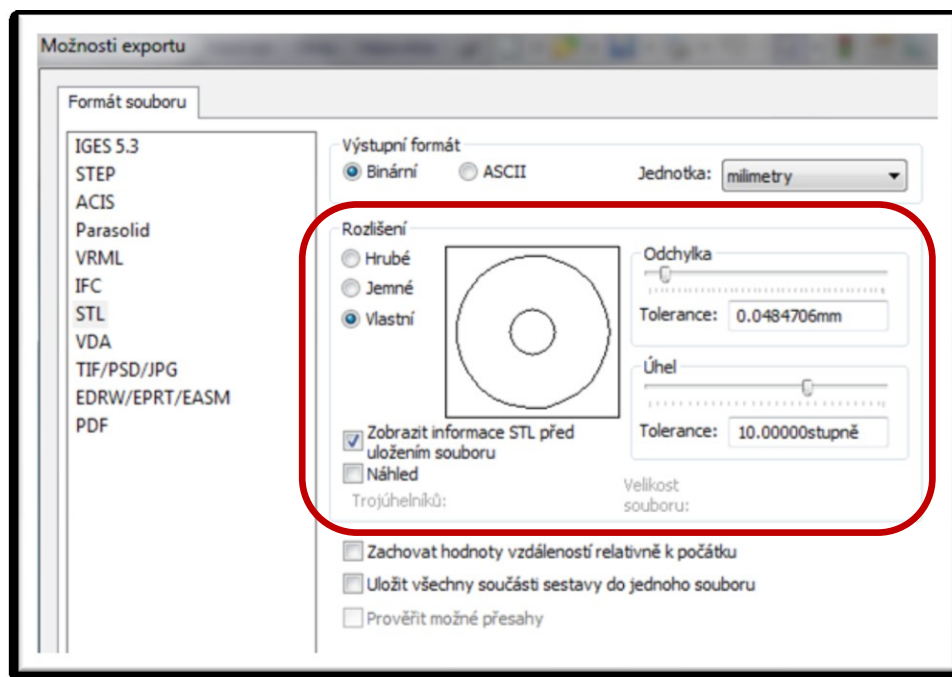 Možnosti exportu
Formát souboru
IGES 5.3
STEP
ACIS
Parasolid
VRML
IFC
STL
VDA
TIF/PSD/JPG
EDRW/EPRT/EASM
PDF
Výstupní formát
Binární
ASCII
Jednotka:
milimetry
Rozlišení
Hrubé
Jemné
Vlastní
Odchylka
Tolerance:
0.0484706mm
Úhel
Tolerance:
10.00000stupně
Zobrazit informace STL před
uložením souboru
Náhled
Trojúhelníků:
Velikost
souboru:
Zachovat hodnoty vzdáleností relativně k počátku
Uložit všechny součásti sestavy do jednoho souboru
Prověřit možné přesahy